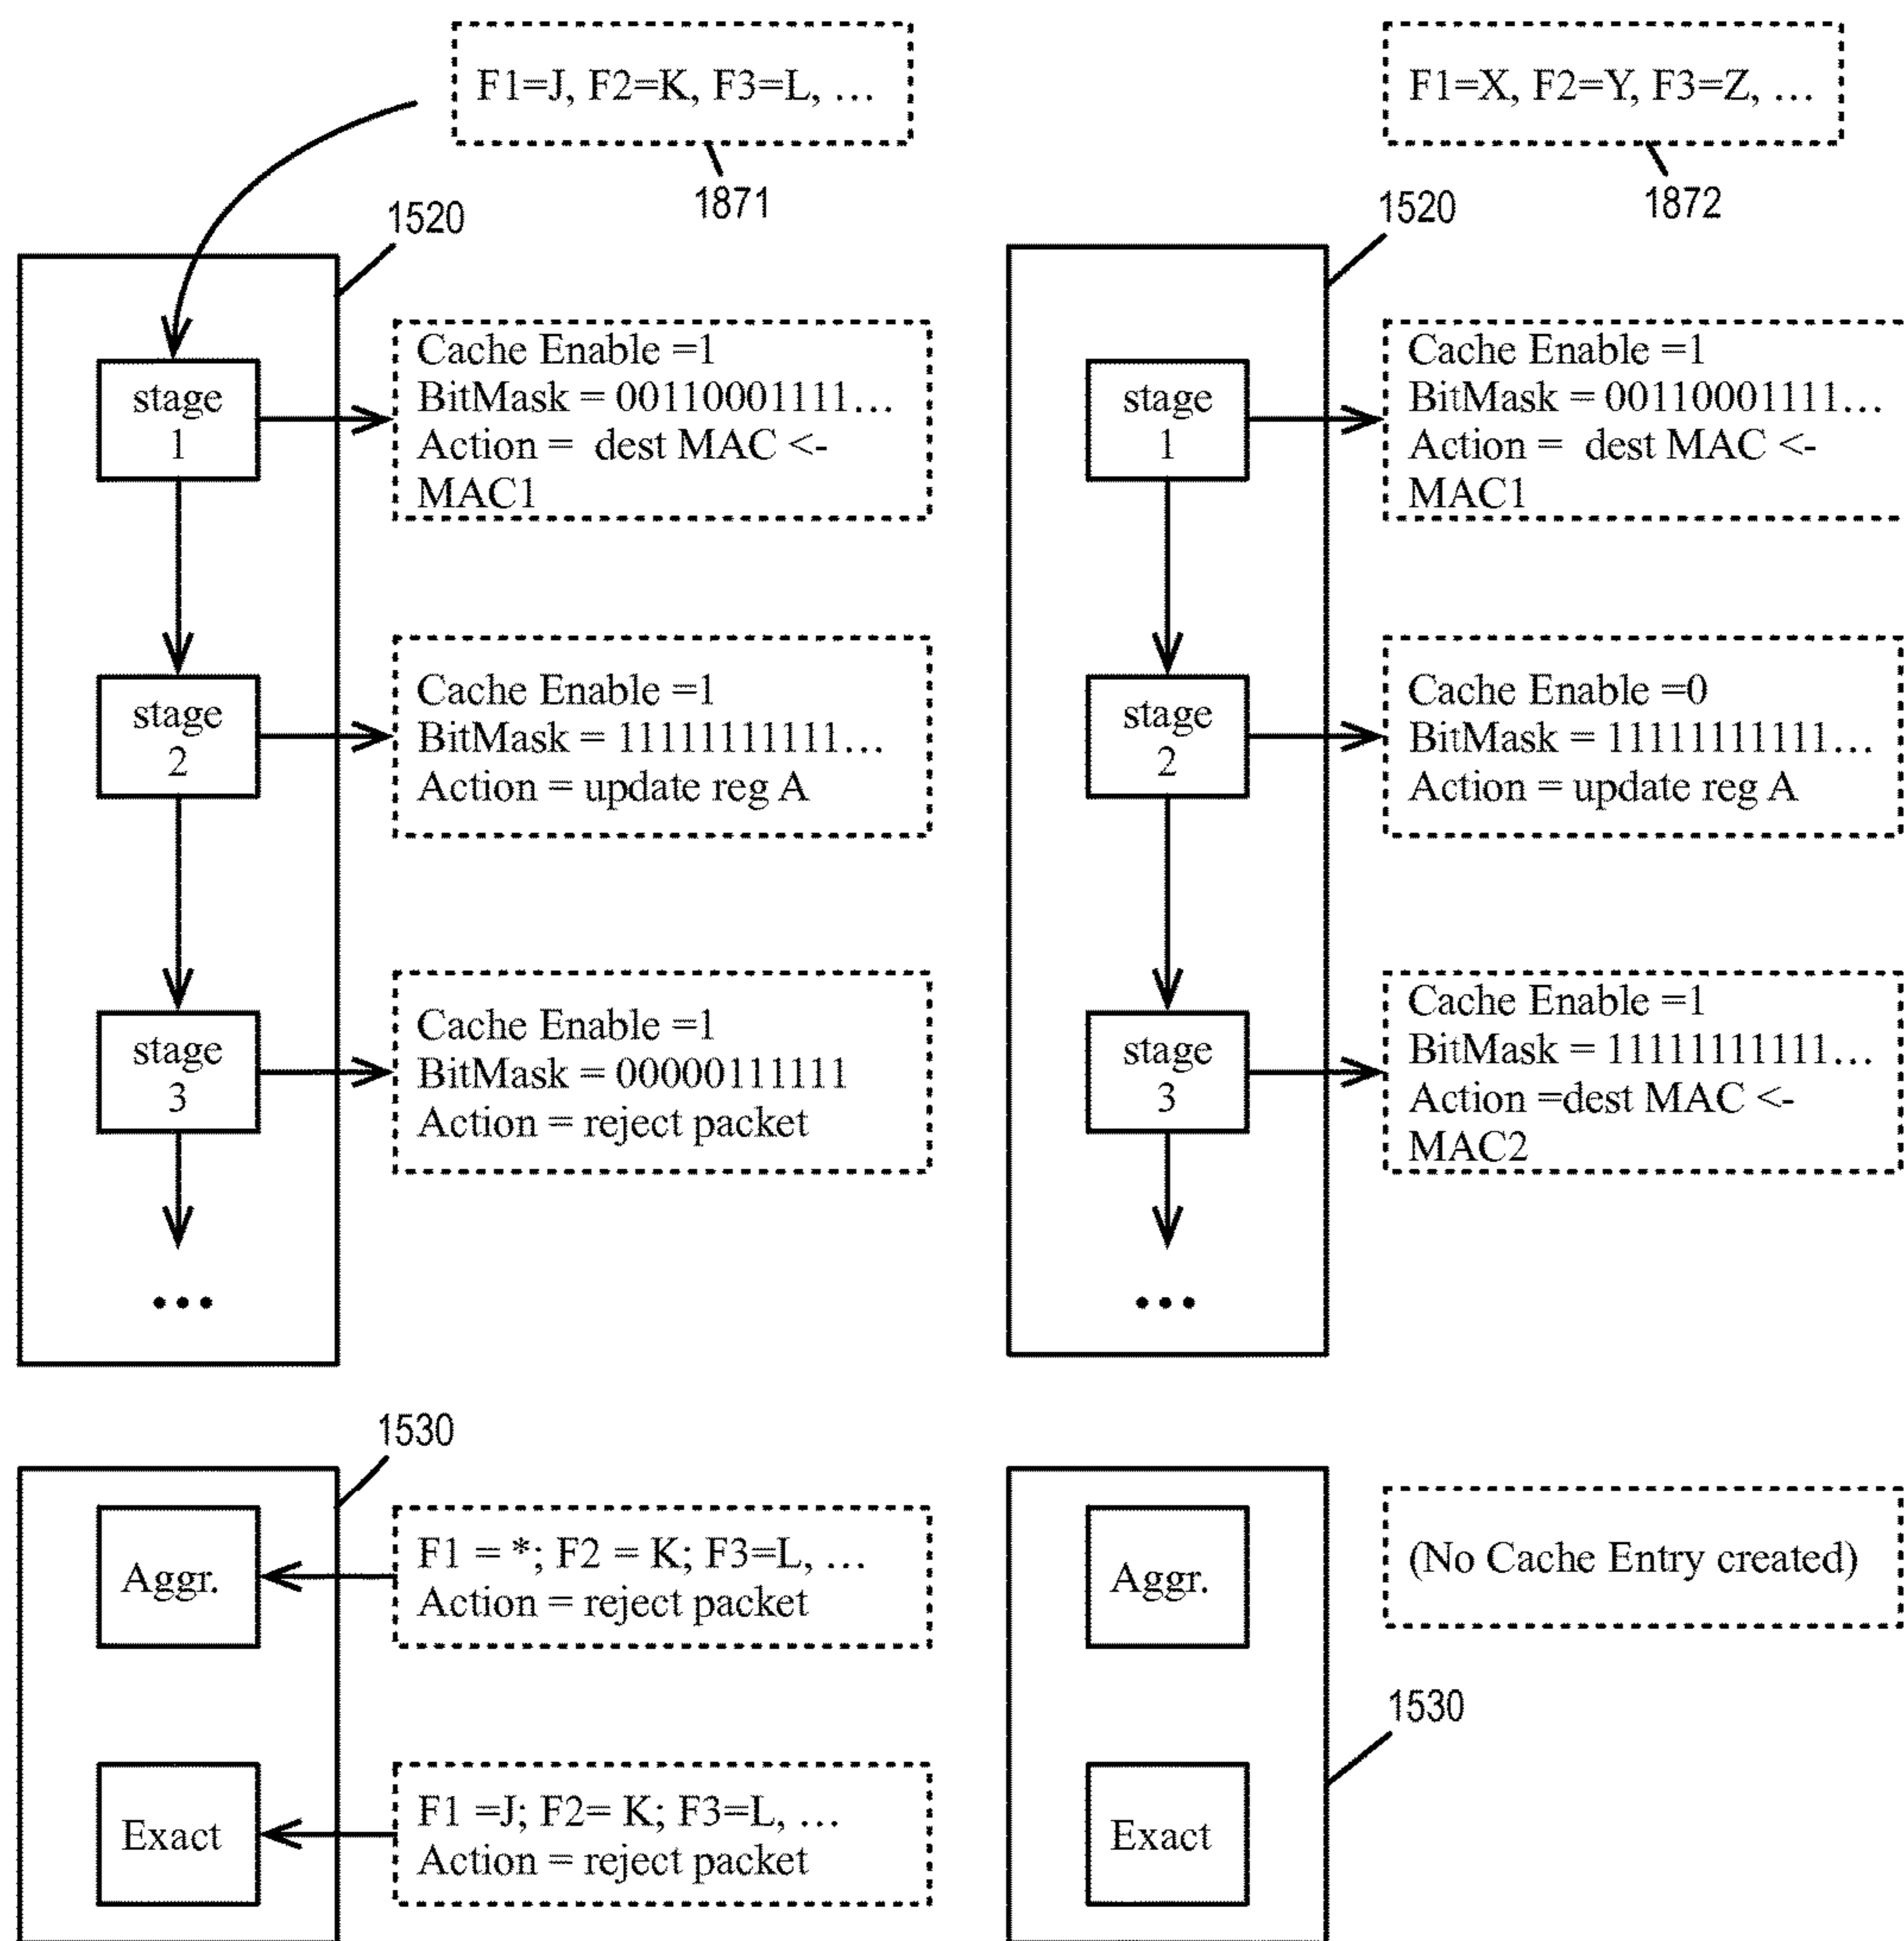 F1=J, F2=K, F3=L, ...
1871
1520
stage
1
Cache Enable =1
BitMask = 00110001111...
Action = dest MAC <-
MAC1
stage
2
Cache Enable =1
BitMask = 11111111111...
Action = update reg A
stage
3
Cache Enable =1
BitMask = 00000111111
Action = reject packet
...
1530
Aggr.
F1 = *; F2 = K; F3=L, ...
Action = reject packet
Exact
F1 =J; F2= K; F3=L, ...
Action = reject packet
F1=X, F2=Y, F3=Z, ...
1872
1520
stage
1
Cache Enable =1
BitMask = 00110001111...
Action = dest MAC <-
MAC1
stage
2
Cache Enable =0
BitMask = 11111111111...
Action = update reg A
stage
3
Cache Enable =1
BitMask = 11111111111...
Action =dest MAC <-
MAC2
...
Aggr.
(No Cache Entry created)
1530
Exact